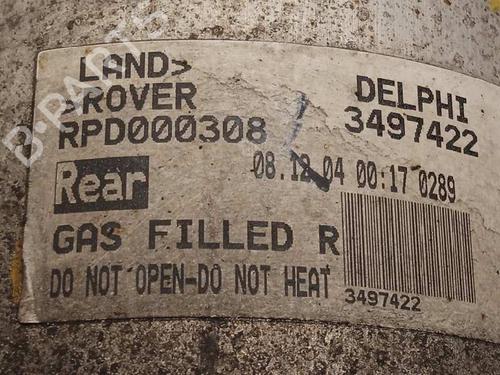 LAND>
>ROVER
RPD000308
DELPHI
3497422
Rear
08.12.04 00:17 0289
GAS FILLED R
DO NOT OPEN-DO NOT HEAT
3497422
B-PARTS